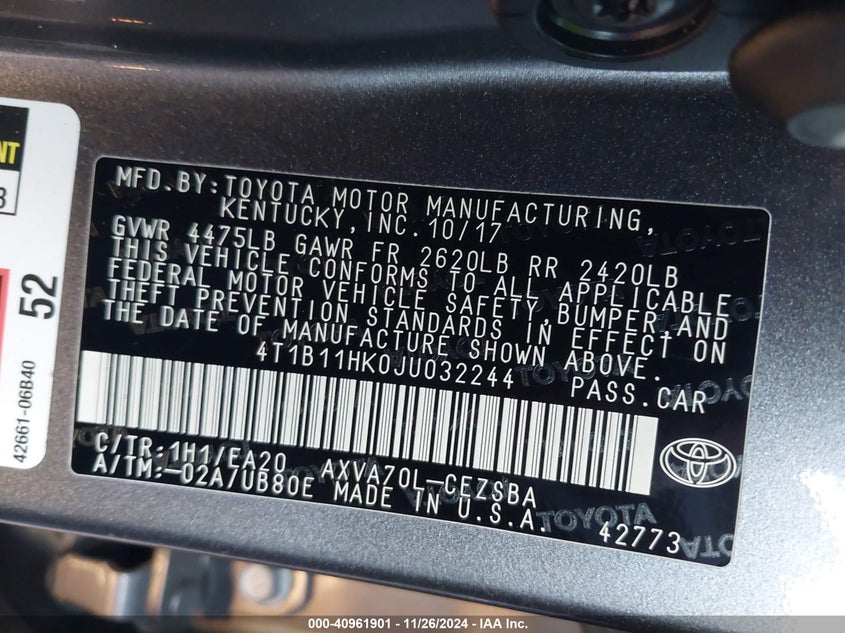 NT
3
52
42661-06B40
MFD.BY:TOYOTA MOTOR MANUFACTURING,
KENTUCKY,INC.10/17
GVWR 4475LB GAWR FR 2620LB RR 2420LB
THIS VEHICLE CONFORMS TO ALL APPLICABLE
FEDERAL MOTOR VEHICLE SAFETY,BUMPER,AND
THEFT PREVENTION STANDARDS IN EFFECT ON
THE DATE OF MANUFACTURE SHOWN ABOVE.
4T1B11HK0JU032244 PASS.CAR
C/TR:1H1/EA20 AXVA70L-CEZSBA
A/TM:-02A/UB80E MADE IN U.S.A.
TOYOTA
42773
000-40961901 - 11/26/2024 - IAA Inc.